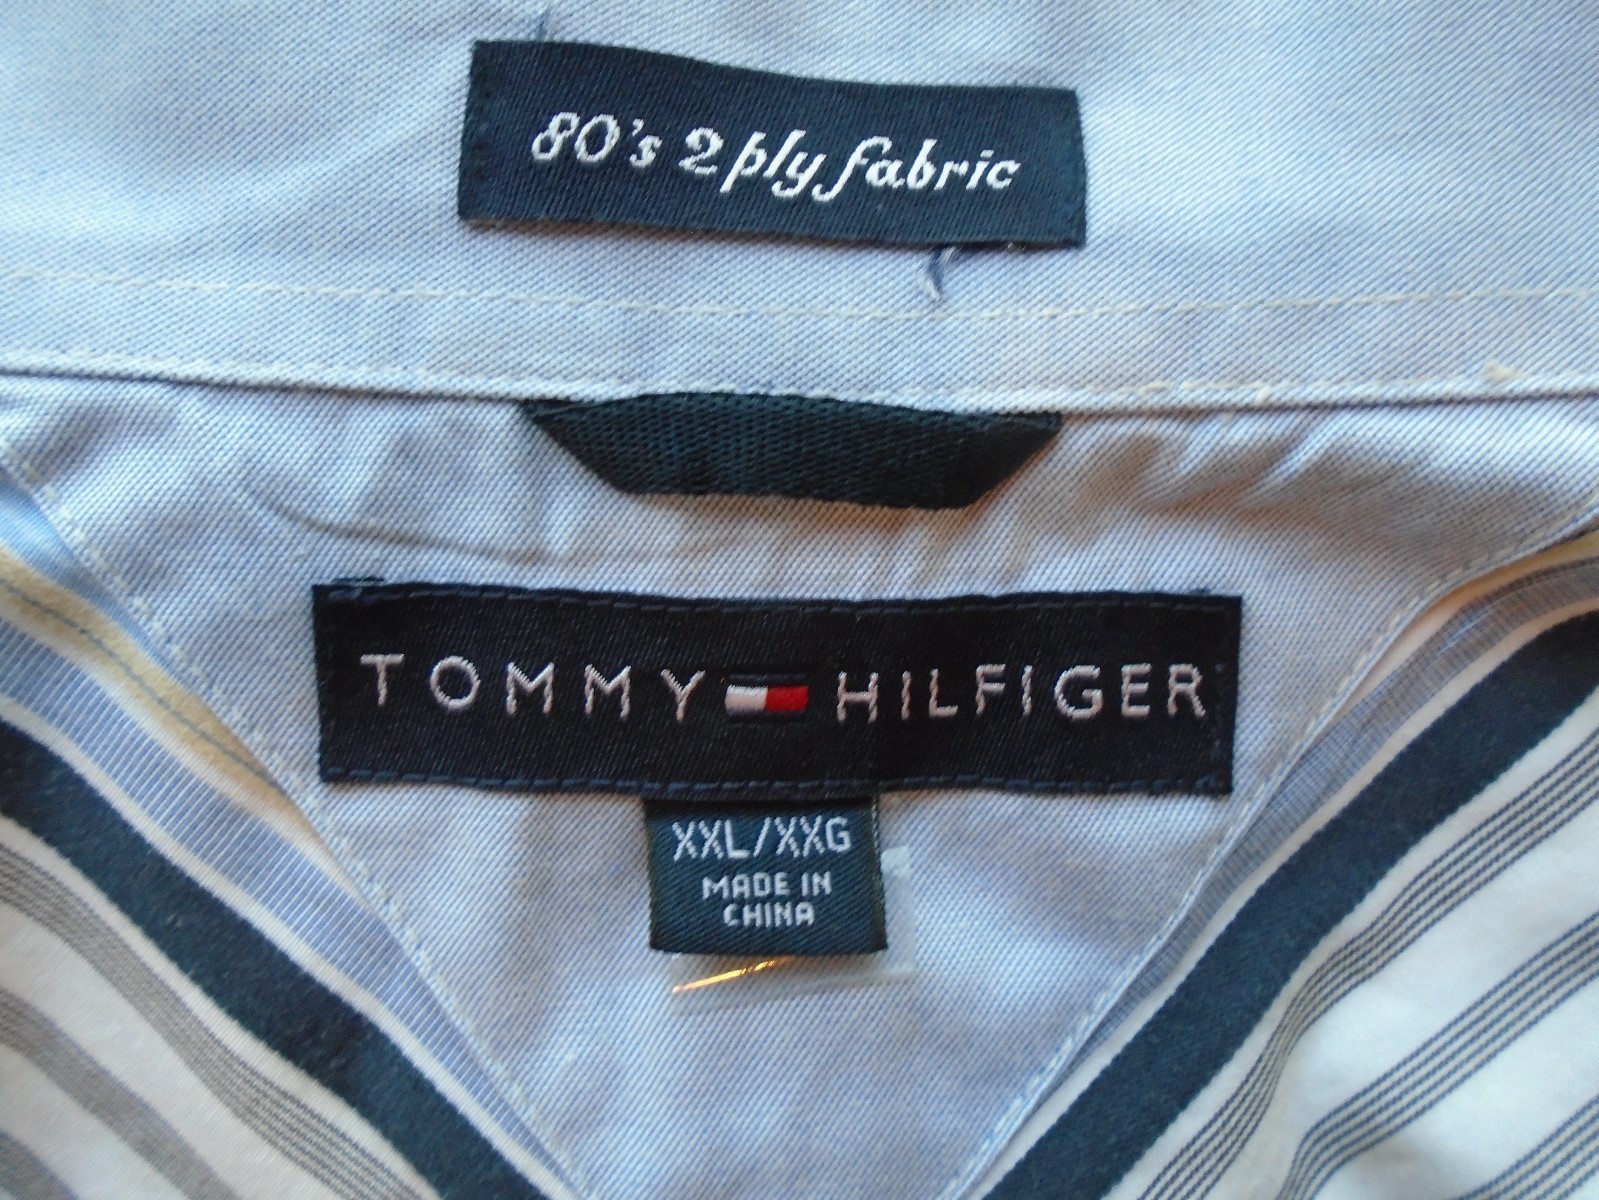 80's 2 ply fabric
TOMMY HILFIGER
XXL/XXG
MADE IN
CHINA